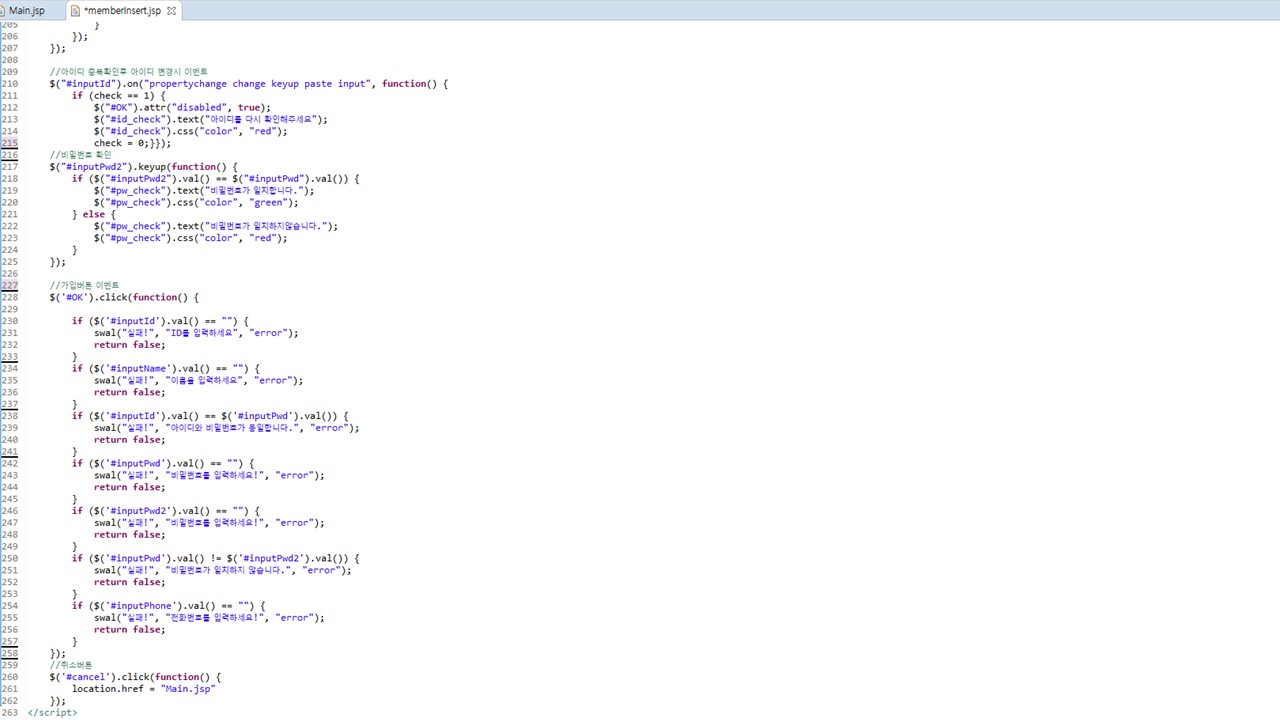 Main.jsp
*memberInsert.jsp
205 }
206 });
207 });
208
209 //아이디 중복확인후 아이디 변경시 이벤트
210 $("#inputId").on("propertychange change keyup paste input", function() {
211 if (check == 1) {
212 $("#OK").attr("disabled", true);
213 $("#id_check").text("아이디를 다시 확인해주세요");
214 $("#id_check").css("color", "red");
215 check = 0;}});
216 //비밀번호 확인
217 $("#inputPwd2").keyup(function() {
218 if ($("#inputPwd2").val() == $("#inputPwd").val()) {
219 $("#pw_check").text("비밀번호가 일치합니다.");
220 $("#pw_check").css("color", "green");
221 } else {
222 $("#pw_check").text("비밀번호가 일치하지않습니다.");
223 $("#pw_check").css("color", "red");
224 }
225 });
226
227 //가입버튼 이벤트
228 $('#OK').click(function() {
229
230 if ($('#inputId').val() == "") {
231 swal("실패!", "ID를 입력하세요", "error");
232 return false;
233 }
234 if ($('#inputName').val() == "") {
235 swal("실패!", "이름을 입력하세요", "error");
236 return false;
237 }
238 if ($('#inputId').val() == $('#inputPwd').val()) {
239 swal("실패!", "아이디와 비밀번호가 동일합니다.", "error");
240 return false;
241 }
242 if ($('#inputPwd').val() == "") {
243 swal("실패!", "비밀번호를 입력하세요!", "error");
244 return false;
245 }
246 if ($('#inputPwd2').val() == "") {
247 swal("실패!", "비밀번호를 입력하세요!", "error");
248 return false;
249 }
250 if ($('#inputPwd').val() != $('#inputPwd2').val()) {
251 swal("실패!", "비밀번호가 일치하지 않습니다.", "error");
252 return false;
253 }
254 if ($('#inputPhone').val() == "") {
255 swal("실패!", "전화번호를 입력하세요!", "error");
256 return false;
257 }
258 });
259 //취소버튼
260 $('#cancel').click(function() {
261 location.href = "Main.jsp"
262 });
263 </script>